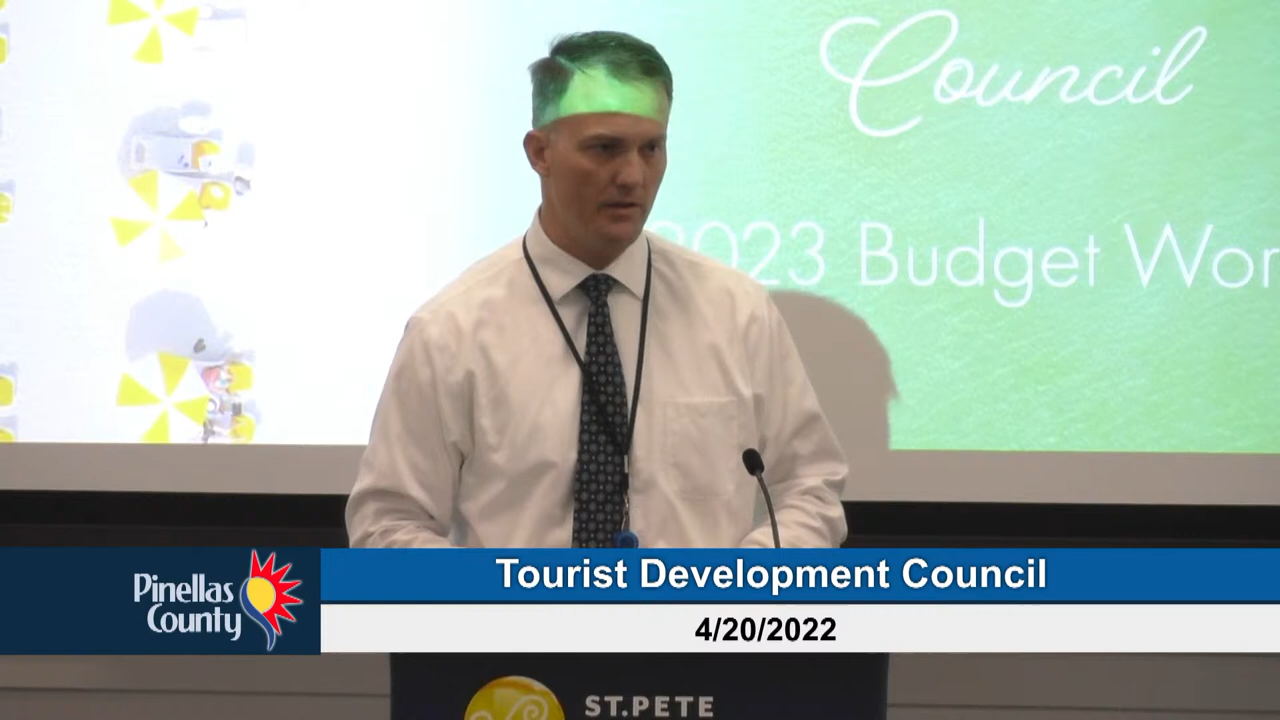 Council
2023 Budget Wor
Pinellas
County
Tourist Development Council
4/20/2022
ST.PETE